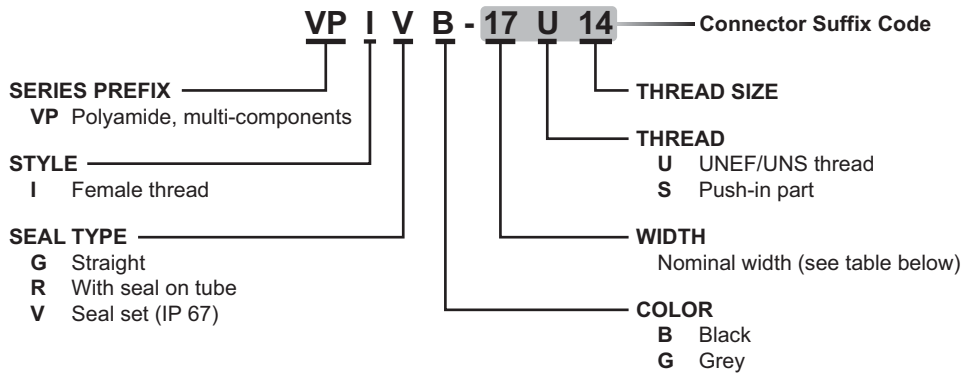 VP I V B - 17 U 14
Connector Suffix Code
SERIES PREFIX
VP Polyamide, multi-components
STYLE
I Female thread
SEAL TYPE
G Straight
R With seal on tube
V Seal set (IP 67)
THREAD SIZE
THREAD
U UNEF/UNS thread
S Push-in part
WIDTH
Nominal width (see table below)
COLOR
B Black
G Grey